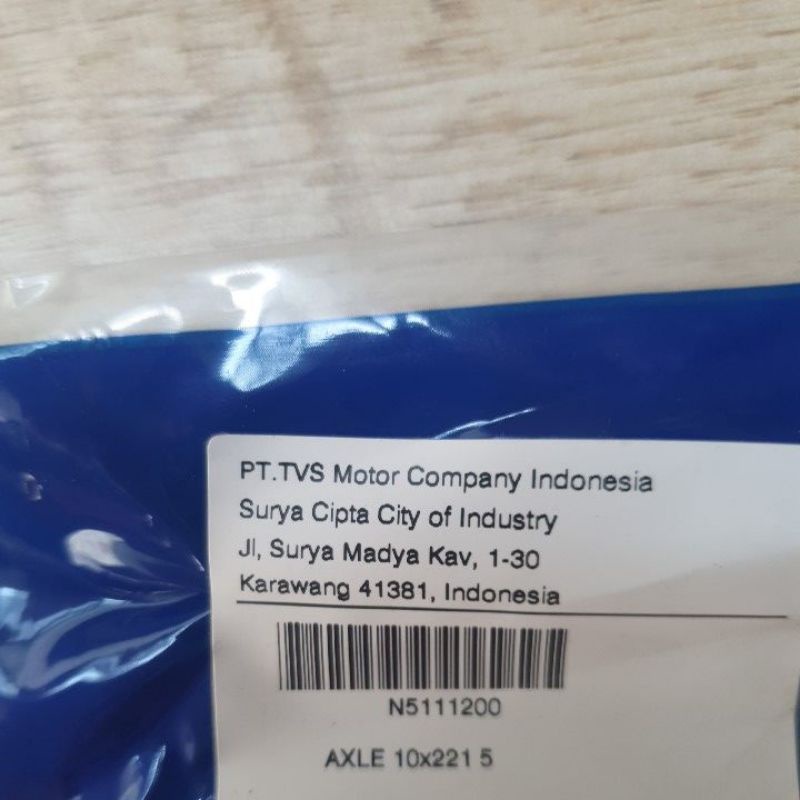 PT.TVS Motor Company Indonesia
Surya Cipta City of Industry
Jl, Surya Madya Kav, 1-30
Karawang 41381, Indonesia
N5111200
AXLE 10x221 5